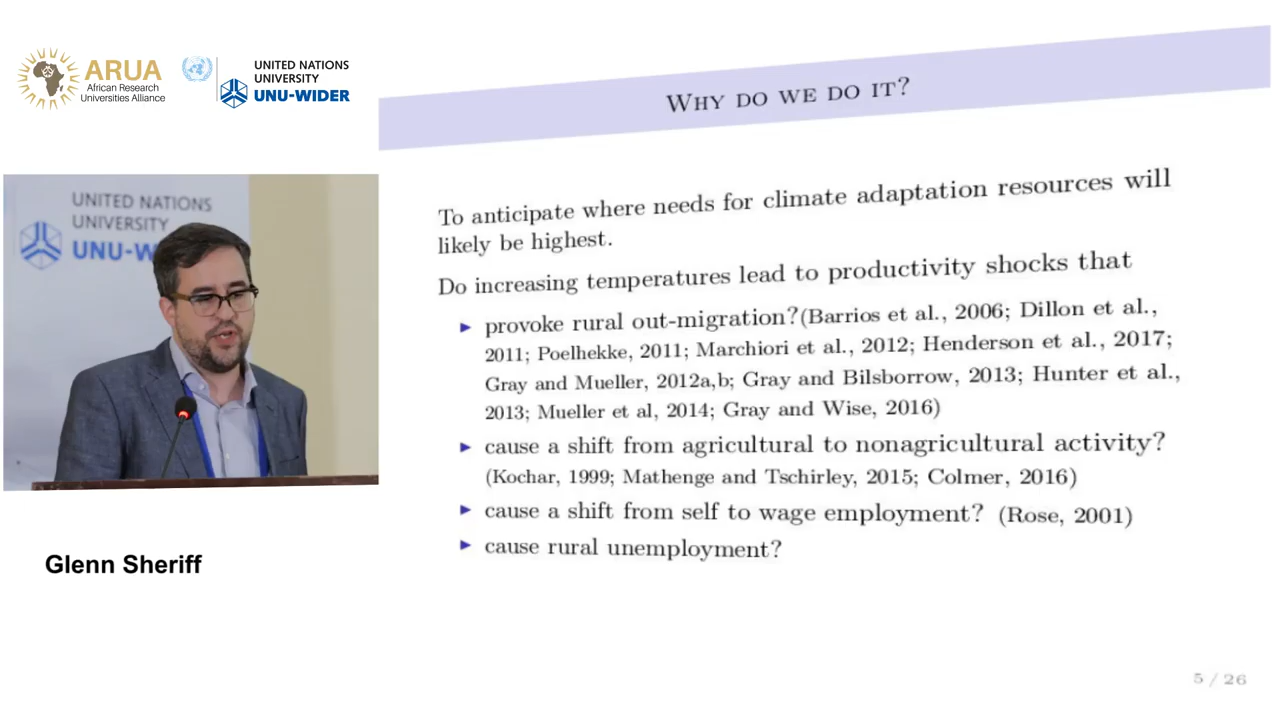 ARUA
African Research
Universities Alliance
UNITED NATIONS
UNIVERSITY
UNU-WIDER
WHY DO WE DO IT?
UNITED NATIONS
UNIVERSITY
UNU-W
To anticipate where needs for climate adaptation resources will
likely be highest.
Do increasing temperatures lead to productivity shocks that
▶ provoke rural out-migration?(Barrios et al., 2006; Dillon et al.,
2011; Poelhekke, 2011; Marchiori et al., 2012; Henderson et al., 2017;
Gray and Mueller, 2012a,b; Gray and Bilsborrow, 2013; Hunter et al.,
2013; Mueller et al, 2014; Gray and Wise, 2016)
▶ cause a shift from agricultural to nonagricultural activity?
(Kochar, 1999; Mathenge and Tschirley, 2015; Colmer, 2016)
▶ cause a shift from self to wage employment? (Rose, 2001)
▶ cause rural unemployment?
Glenn Sheriff
5 / 26